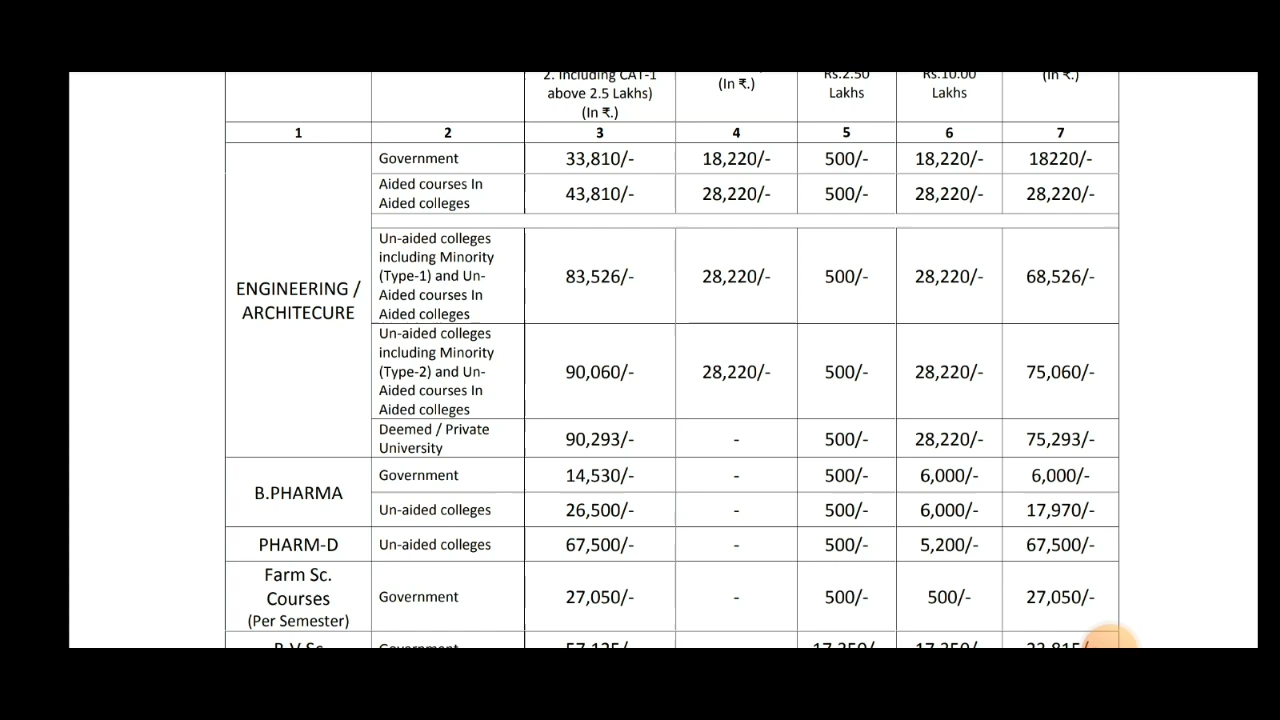 2. Including CAT-1 above 2.5 Lakhs) (In ₹.)
(In ₹.)
Rs.2.50 Lakhs
Rs.10.00 Lakhs
(In ₹.)
1 2 3 4 5 6 7
ENGINEERING / ARCHITECURE
Government 33,810/- 18,220/- 500/- 18,220/- 18220/-
Aided courses In Aided colleges 43,810/- 28,220/- 500/- 28,220/- 28,220/-
Un-aided colleges including Minority (Type-1) and Un-Aided courses In Aided colleges 83,526/- 28,220/- 500/- 28,220/- 68,526/-
Un-aided colleges including Minority (Type-2) and Un-Aided courses In Aided colleges 90,060/- 28,220/- 500/- 28,220/- 75,060/-
Deemed / Private University 90,293/- - 500/- 28,220/- 75,293/-
B.PHARMA
Government 14,530/- - 500/- 6,000/- 6,000/-
Un-aided colleges 26,500/- - 500/- 6,000/- 17,970/-
PHARM-D Un-aided colleges 67,500/- - 500/- 5,200/- 67,500/-
Farm Sc. Courses (Per Semester) Government 27,050/- - 500/- 500/- 27,050/-